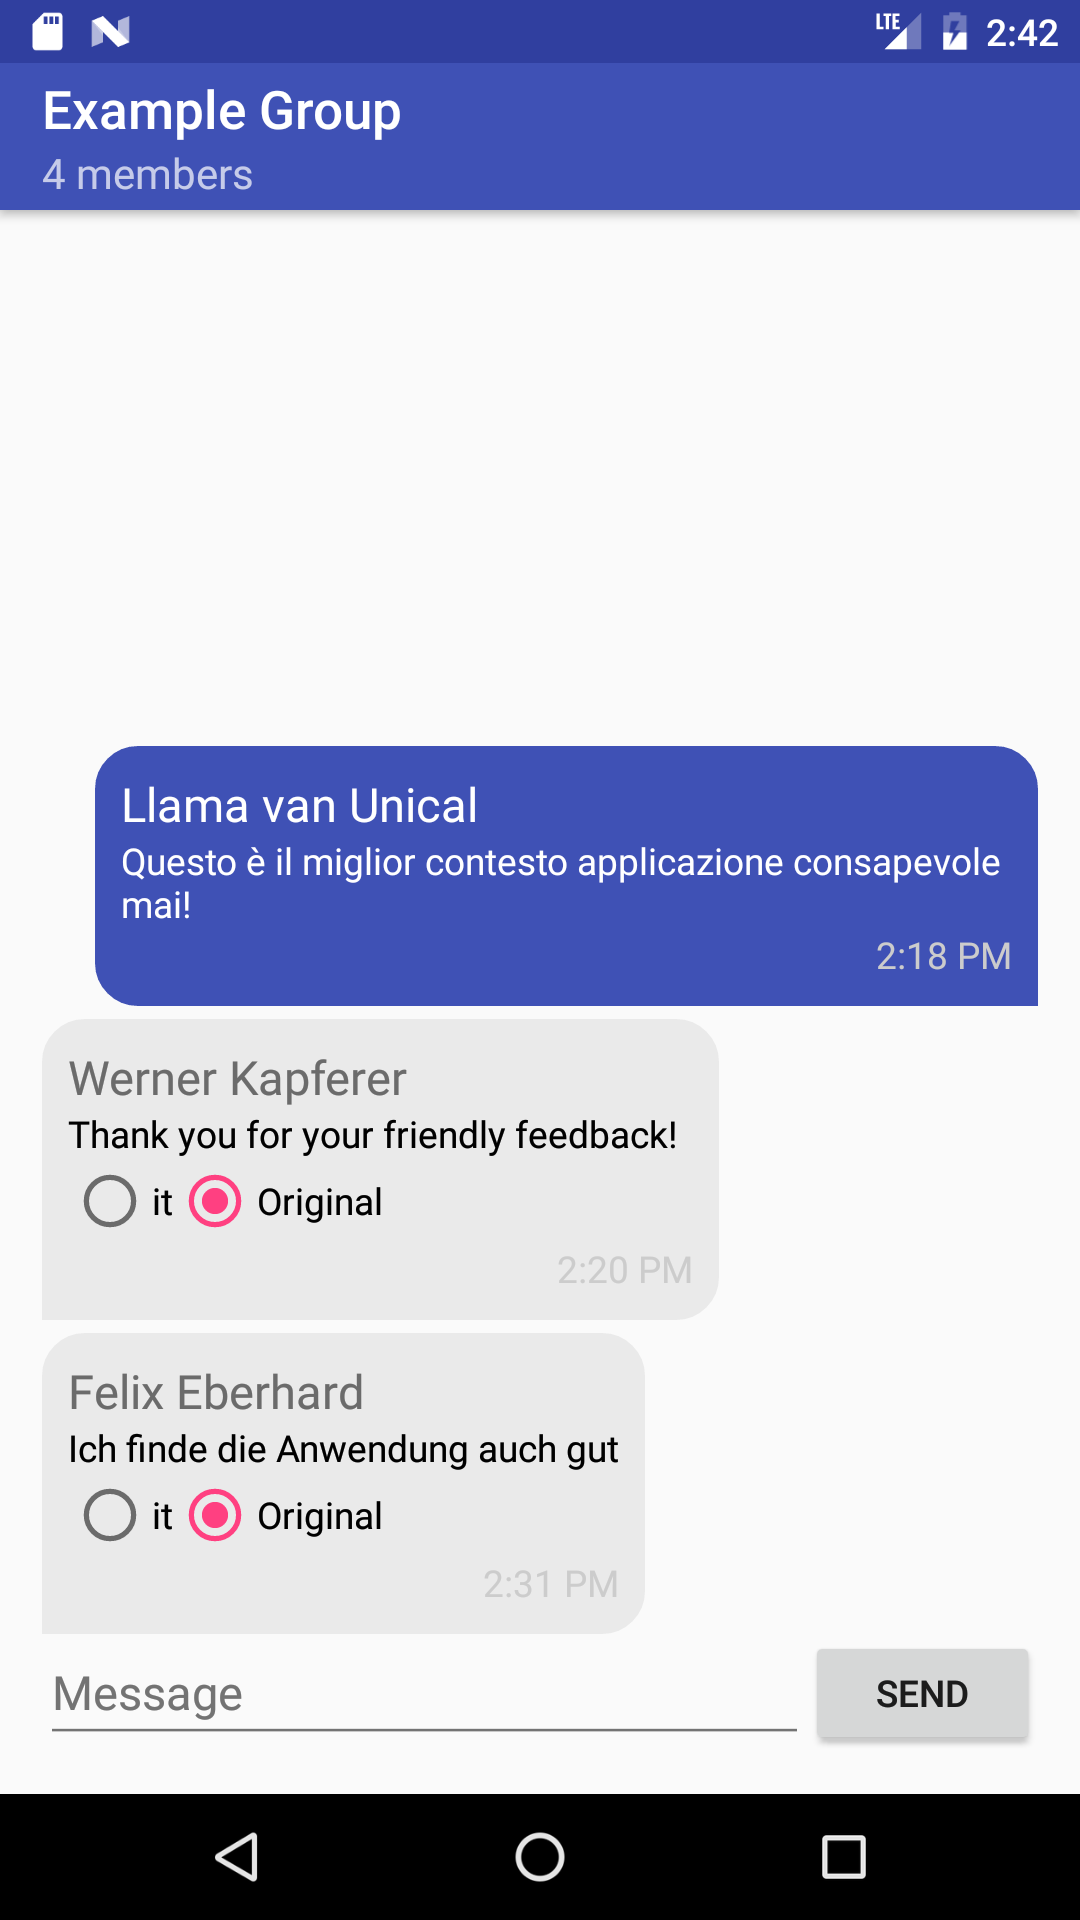 LTE 2:42
Example Group
4 members
Llama van Unical
Questo è il miglior contesto applicazione consapevole
mai!
2:18 PM
Werner Kapferer
Thank you for your friendly feedback!
it Original
2:20 PM
Felix Eberhard
Ich finde die Anwendung auch gut
it Original
2:31 PM
Message SEND